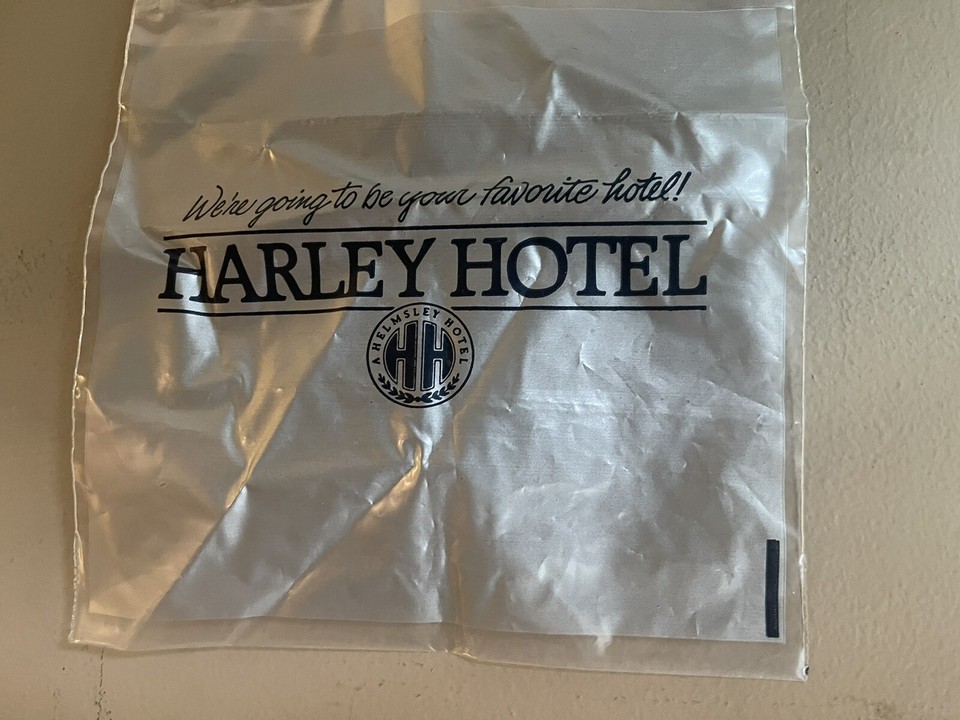 We're going to be your favorite hotel!
HARLEY HOTEL
A HELMSLEY HOTEL
HH